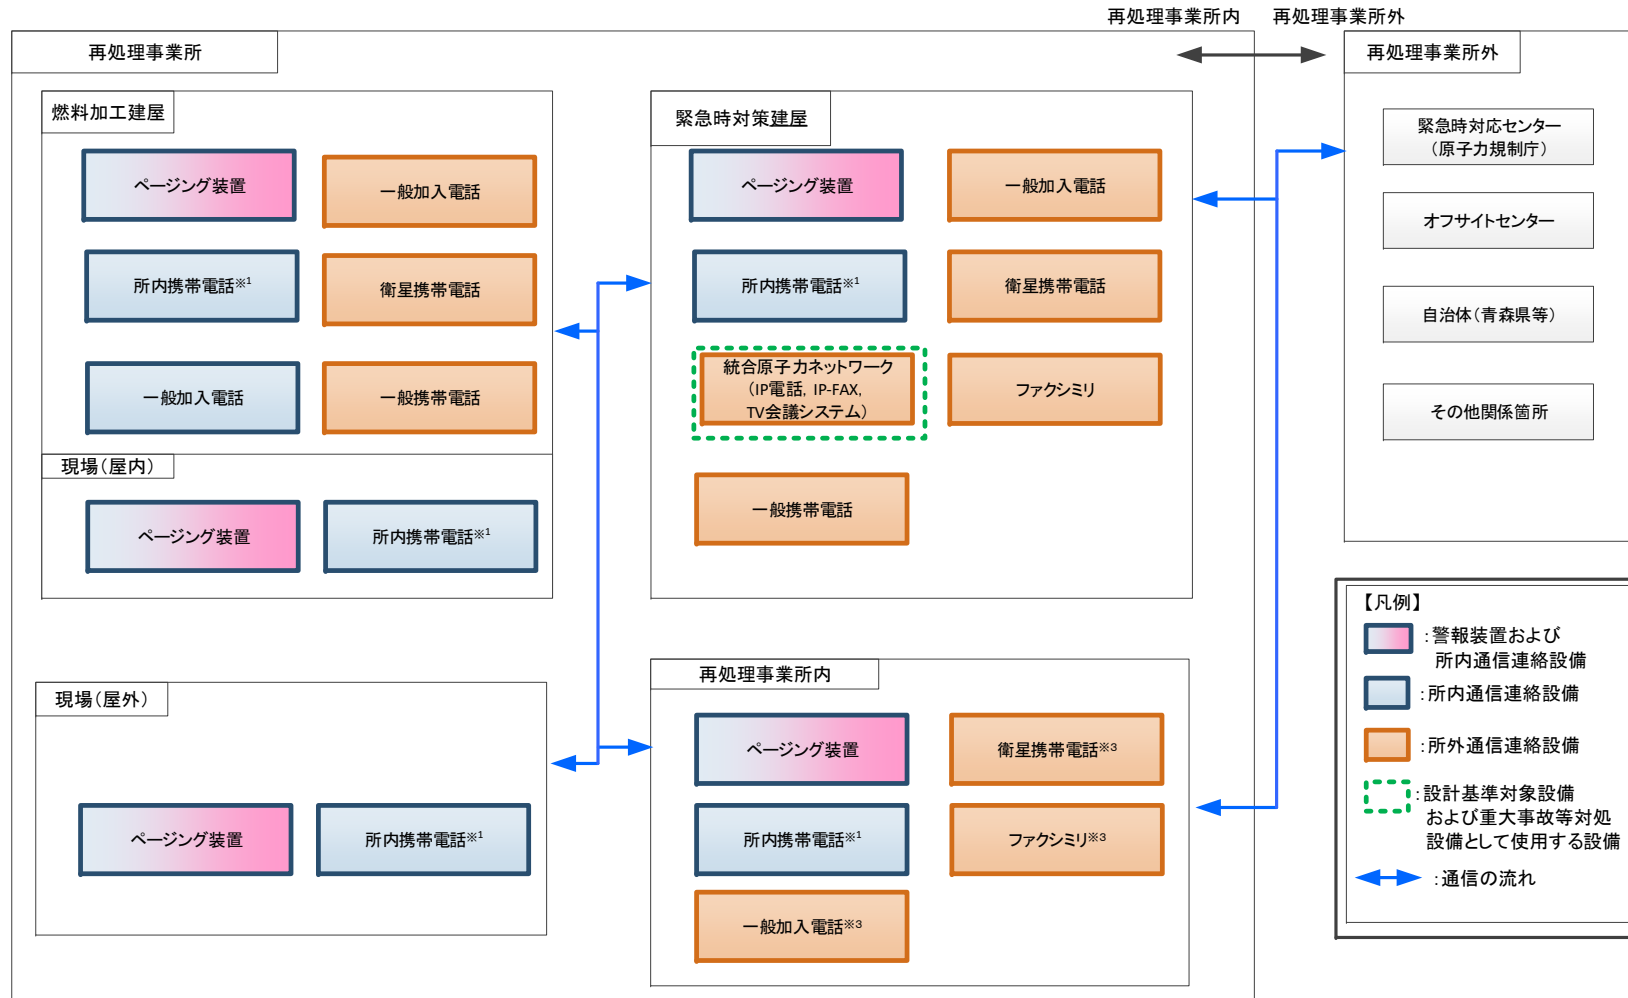 再処理事業所内
再処理事業所外
再処理事業所
燃料加工建屋
ページング装置
一般加入電話
所内携帯電話※1
衛星携帯電話
一般加入電話
一般携帯電話
現場(屋内)
ページング装置
所内携帯電話※1
現場(屋外)
ページング装置
所内携帯電話※1
緊急時対策建屋
ページング装置
一般加入電話
所内携帯電話※1
衛星携帯電話
統合原子力ネットワーク
(IP電話, IP-FAX,
TV会議システム)
ファクシミリ
一般携帯電話
再処理事業所内
ページング装置
衛星携帯電話※3
所内携帯電話※1
ファクシミリ※3
一般加入電話※3
再処理事業所外
緊急時対応センター
(原子力規制庁)
オフサイトセンター
自治体(青森県等)
その他関係箇所
【凡例】
:警報装置および
所内通信連絡設備
:所内通信連絡設備
:所外通信連絡設備
:設計基準対象設備
および重大事故等対処
設備として使用する設備
:通信の流れ